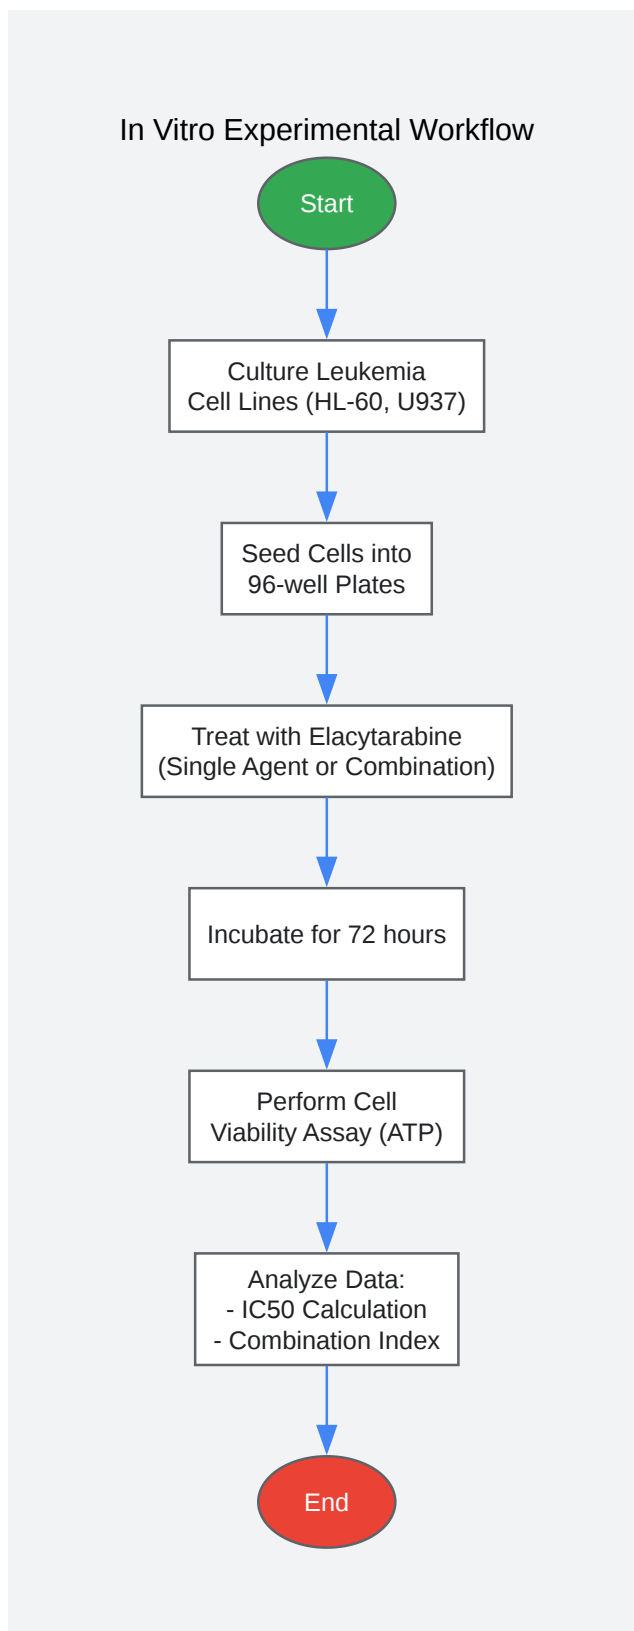 In Vitro Experimental Workflow
Start
Culture Leukemia
Cell Lines (HL-60, U937)
Seed Cells into
96-well Plates
Treat with Elacytarabine
(Single Agent or Combination)
Incubate for 72 hours
Perform Cell
Viability Assay (ATP)
Analyze Data:
- IC50 Calculation
- Combination Index
End